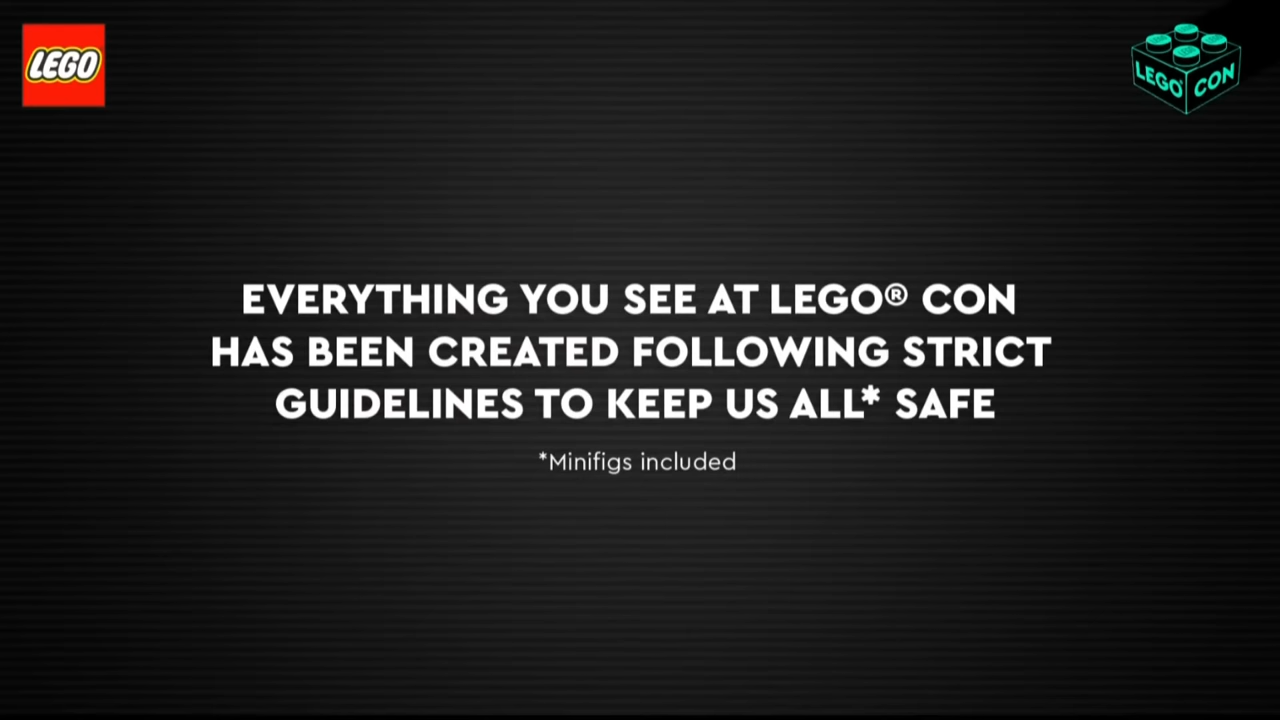 LEGO
LEGO CON
EVERYTHING YOU SEE AT LEGO® CON
HAS BEEN CREATED FOLLOWING STRICT
GUIDELINES TO KEEP US ALL* SAFE
*Minifigs included